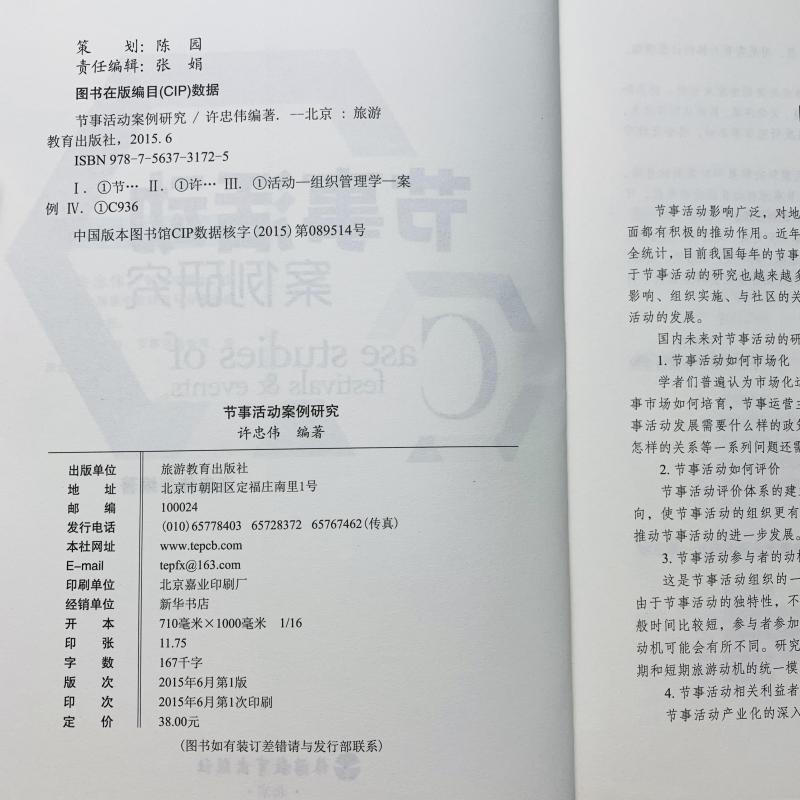 策 划：陈 园
责任编辑：张 娟
图书在版编目(CIP)数据
节事活动案例研究 / 许忠伟编著. --北京 : 旅游
教育出版社，2015.6
ISBN 978-7-5637-3172-5
Ⅰ. ①节… Ⅱ. ①许… Ⅲ. ①活动—组织管理学—案
例 Ⅳ. ①C936
中国版本图书馆CIP数据核字(2015)第089514号
节事活动
案例研究
Case studies of
festivals & events
节事活动案例研究
许忠伟 编著
出版单位 旅游教育出版社
地 址 北京市朝阳区定福庄南里1号
邮 编 100024
发行电话 (010)65778403 65728372 65767462(传真)
本社网址 www.tepcb.com
E-mail tepfx@163.com
印刷单位 北京嘉业印刷厂
经销单位 新华书店
开 本 710毫米×1000毫米 1/16
印 张 11.75
字 数 167千字
版 次 2015年6月第1版
印 次 2015年6月第1次印刷
定 价 38.00元
(图书如有装订差错请与发行部联系)
节事活动影响广泛，对地
面都有积极的推动作用。近年
全统计，目前我国每年的节事
于节事活动的研究也越来越多
影响、组织实施、与社区的关
活动的发展。
国内未来对节事活动的研
1. 节事活动如何市场化
学者们普遍认为市场化运
事市场如何培育，节事运营主
事活动发展需要什么样的政
怎样的关系等一系列问题还需
2. 节事活动如何评价
节事活动评价体系的建
向，使节事活动的组织更有
推动节事活动的进一步发展。
3. 节事活动参与者的动机
这是节事活动组织的一
由于节事活动的独特性，不
般时间比较短，参与者参加
动机可能会有所不同。研究
期和短期旅游动机的统一模
4. 节事活动相关利益者
节事活动产业化的深入